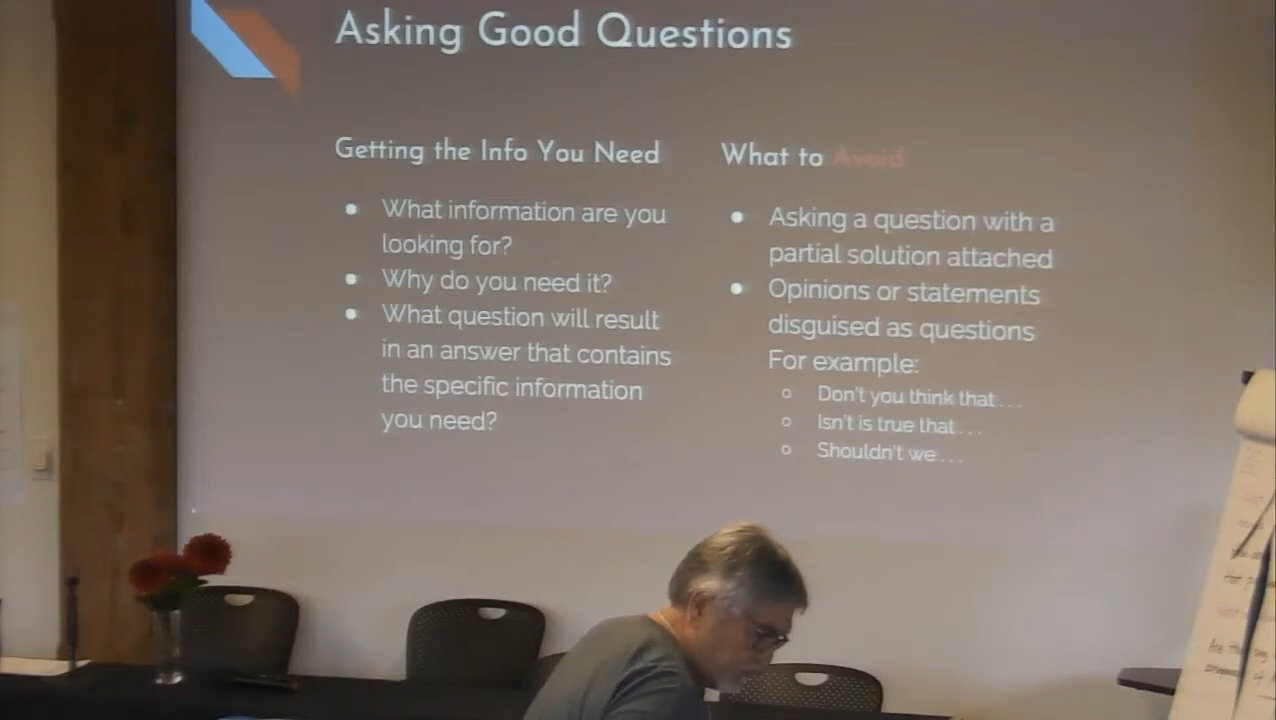 Asking Good Questions
Getting the Info You Need
What information are you
looking for?
Why do you need it?
What question will result
in an answer that contains
the specific information
you need?
What to Avoid
Asking a question with a
partial solution attached
Opinions or statements
disguised as questions
For example:
Don't you think that . . .
Isn't is true that . . .
Shouldn't we . . .